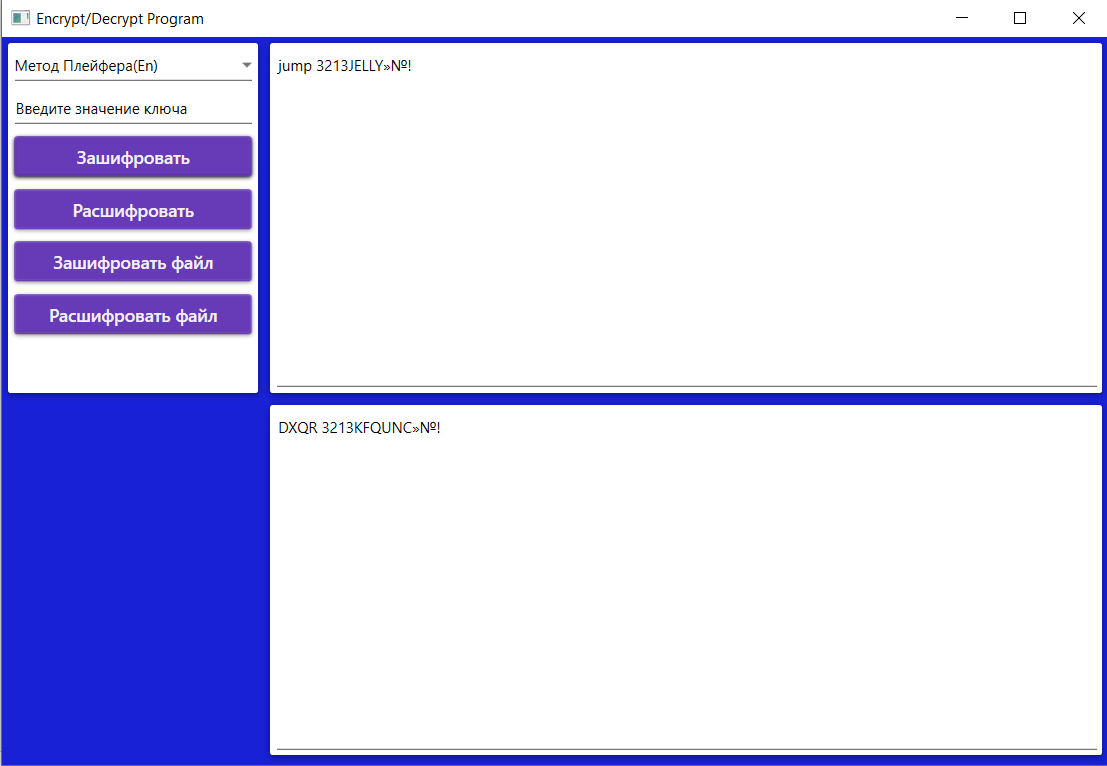 Encrypt/Decrypt Program
Метод Плейфера(En)
Введите значение ключа
Зашифровать
Расшифровать
Зашифровать файл
Расшифровать файл
jump 3213JELLY»№!
DXQR 3213KFQUNC»№!